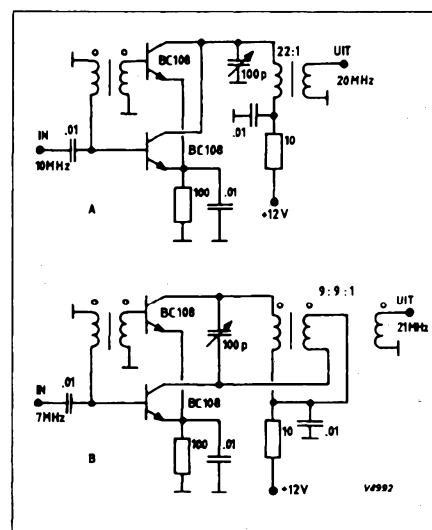 BC108
100p
22:1
UIT
20MHz
.01
.01
IN
10MHz
BC108
10
100
.01
A
+12V
9:9:1
BC108
UIT
21MHz
100p
.01
IN
7MHz
BC108
10
.01
100
.01
B
+12V
V8992